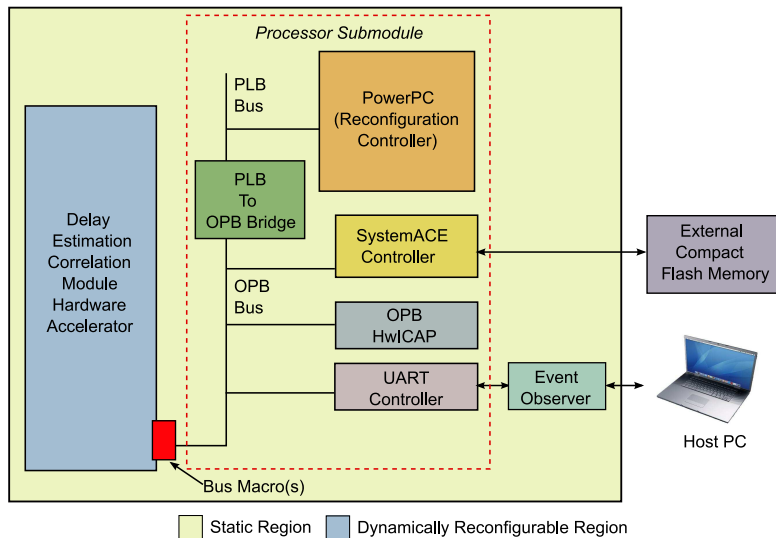 Processor Submodule
PLB
Bus
PowerPC
(Reconfiguration
Controller)
PLB
To
OPB Bridge
Delay
Estimation
Correlation
Module
Hardware
Accelerator
SystemACE
Controller
External
Compact
Flash Memory
OPB
Bus
OPB
HwICAP
UART
Controller
Event
Observer
Host PC
Bus Macro(s)
Static Region
Dynamically Reconfigurable Region